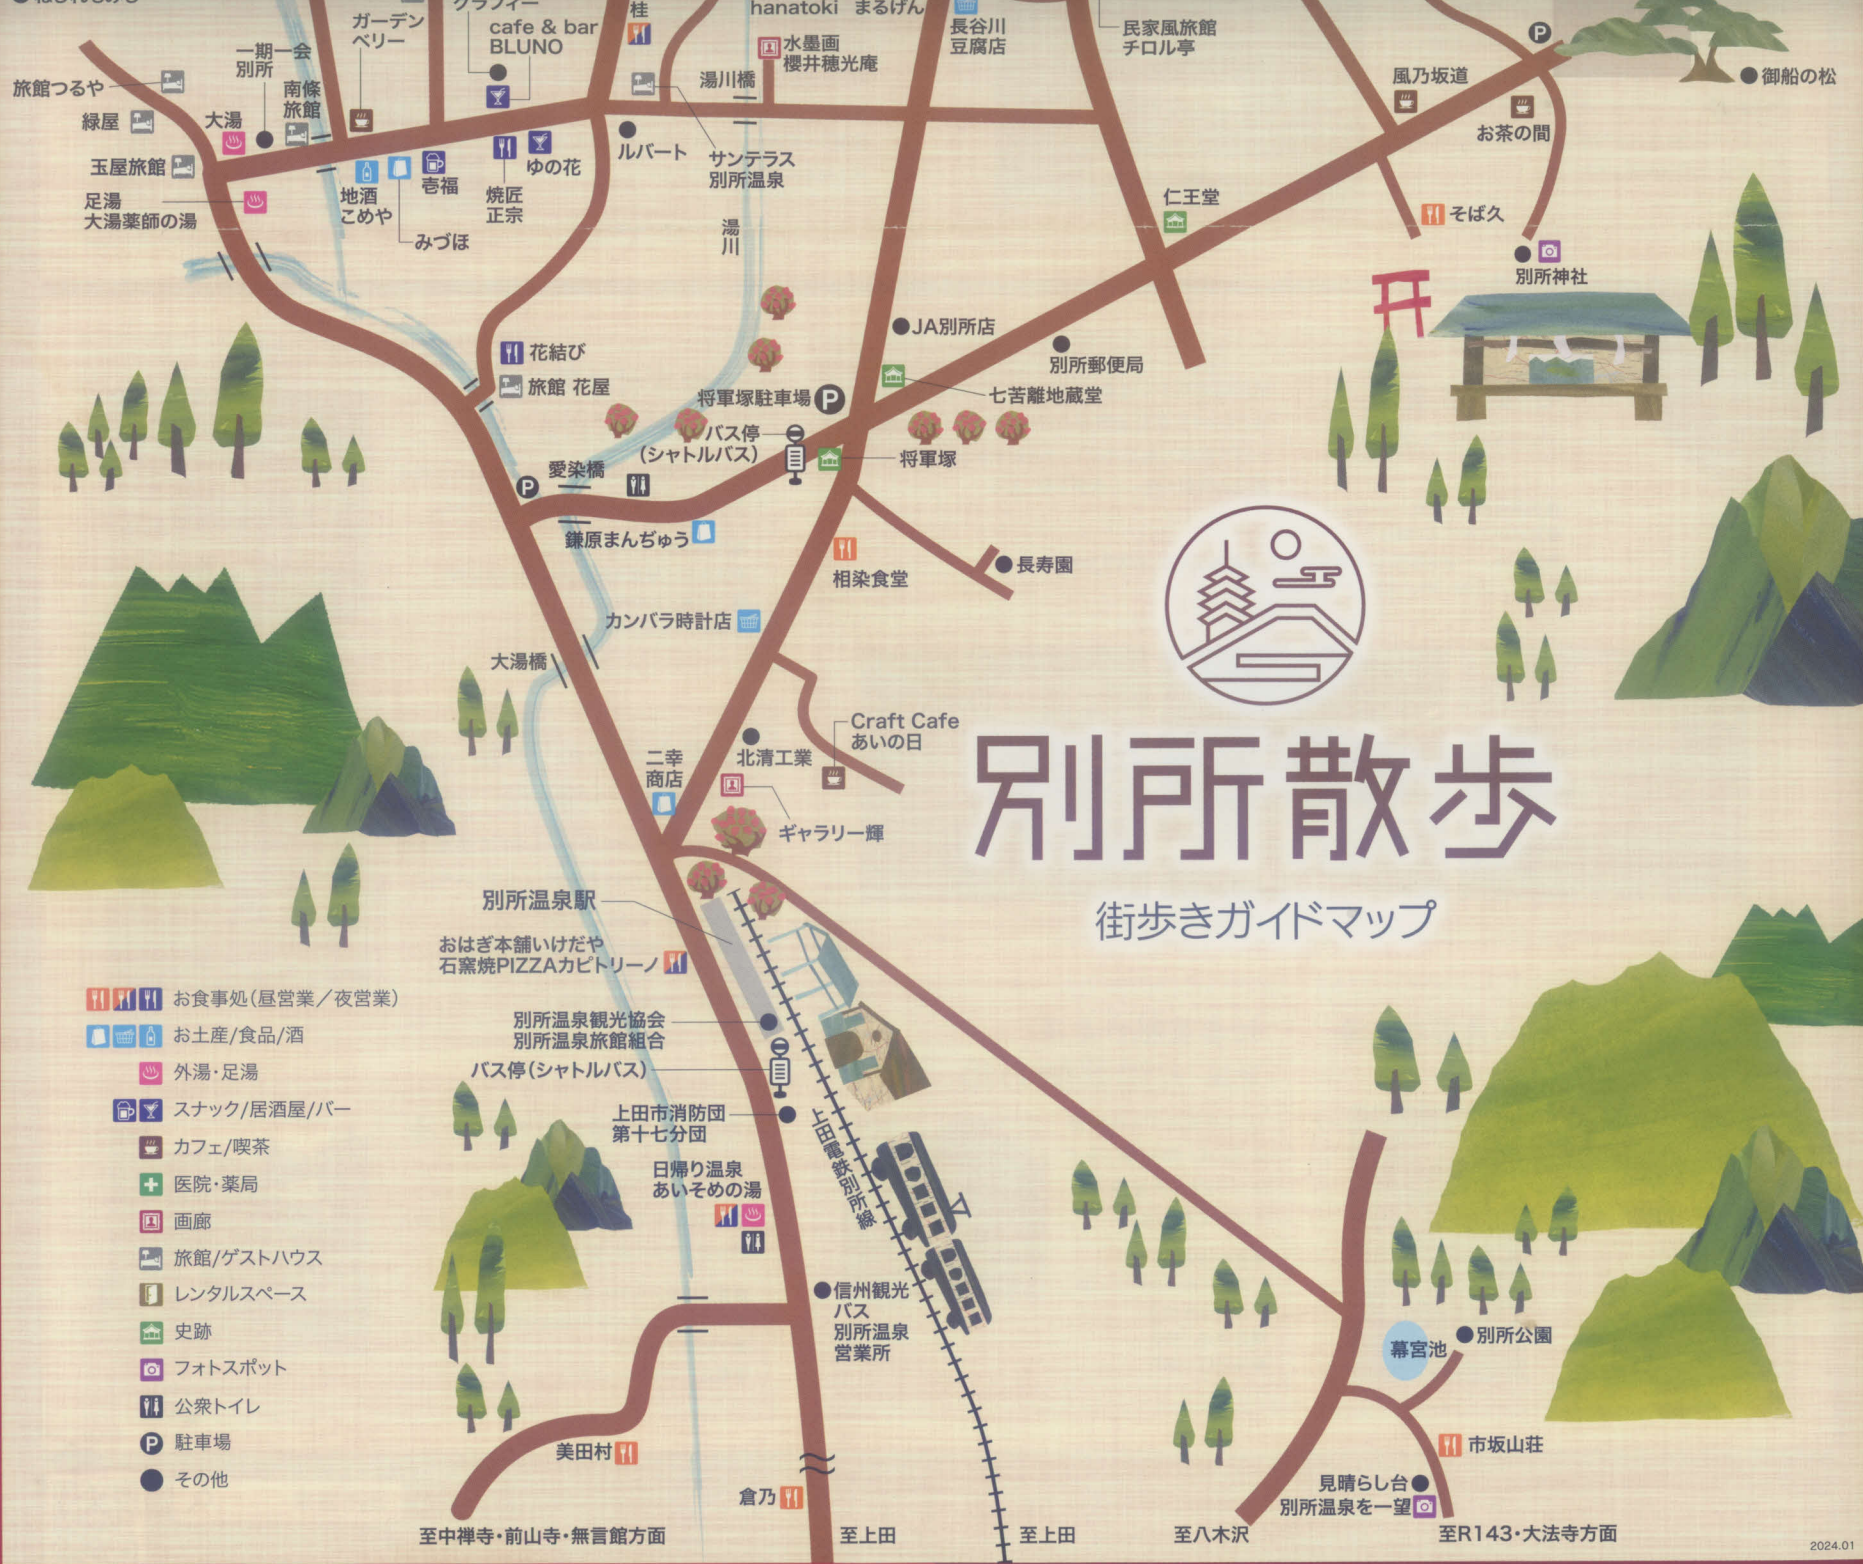 hanatoki まるげん
桂
ガーデン
ベリー
cafe & bar
BLUNO
水墨画
櫻井穂光庵
長谷川
豆腐店
民家風旅館
チロル亭
P
御船の松
風乃坂道
お茶の間
一期一会
別所
旅館つるや
南條
旅館
湯川橋
緑屋
大湯
玉屋旅館
足湯
大湯薬師の湯
地酒
こめや
壱福
みづほ
焼匠
正宗
ゆの花
ルバート
サンテラス
別所温泉
湯川
仁王堂
そば久
別所神社
JA別所店
別所郵便局
花結び
旅館 花屋
将軍塚駐車場
P
七苦離地蔵堂
バス停
(シャトルバス)
将軍塚
愛染橋
P
鎌原まんぢゅう
相染食堂
長寿園
カンバラ時計店
大湯橋
Craft Cafe
あいの日
北清工業
二幸
商店
ギャラリー輝
別所散歩
街歩きガイドマップ
別所温泉駅
おはぎ本舗いけだや
石窯焼PIZZAカピトリーノ
別所温泉観光協会
別所温泉旅館組合
バス停(シャトルバス)
上田市消防団
第十七分団
上田電鉄別所線
日帰り温泉
あいそめの湯
信州観光
バス
別所温泉
営業所
お食事処(昼営業/夜営業)
お土産/食品/酒
外湯・足湯
スナック/居酒屋/バー
カフェ/喫茶
医院・薬局
画廊
旅館/ゲストハウス
レンタルスペース
史跡
フォトスポット
公衆トイレ
P 駐車場
その他
幕宮池
別所公園
美田村
倉乃
市坂山荘
見晴らし台
別所温泉を一望
至中禅寺・前山寺・無言館方面
至上田
至上田
至八木沢
至R143・大法寺方面
2024.01